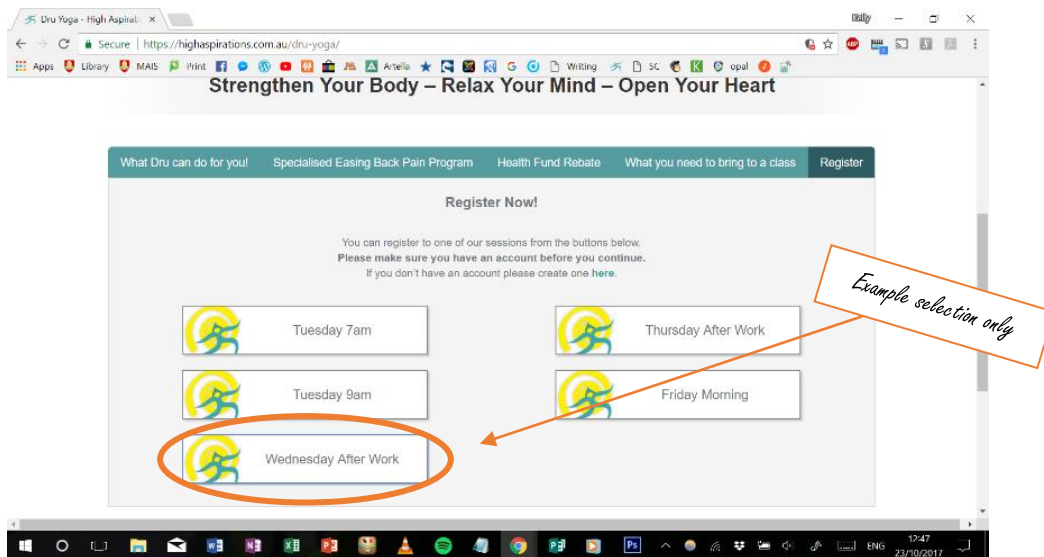 Dru Yoga - High Aspirati
Kelly
Secure | https://highaspirations.com.au/dru-yoga/
Apps Library MAIS Print Artella Writing SC opal
Strengthen Your Body – Relax Your Mind – Open Your Heart
What Dru can do for you! Specialised Easing Back Pain Program Health Fund Rebate What you need to bring to a class Register
Register Now!
You can register to one of our sessions from the buttons below.
Please make sure you have an account before you continue.
If you don't have an account please create one here.
Example selection only
Tuesday 7am
Thursday After Work
Tuesday 9am
Friday Morning
Wednesday After Work
ENG
12:47
23/10/2017